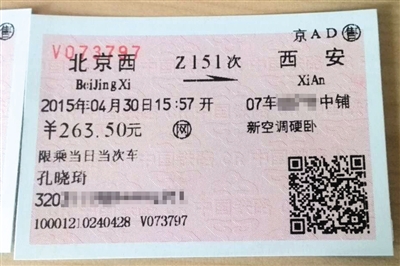 京AD售
V073797
北京西 Z151次 西安
BeiJingXi XiAn
2015年04月30日15:57开 07车 中铺
¥263.50元 网 新空调硬卧
限乘当日当次车
孔晓琦
320
10001210240428 V073797